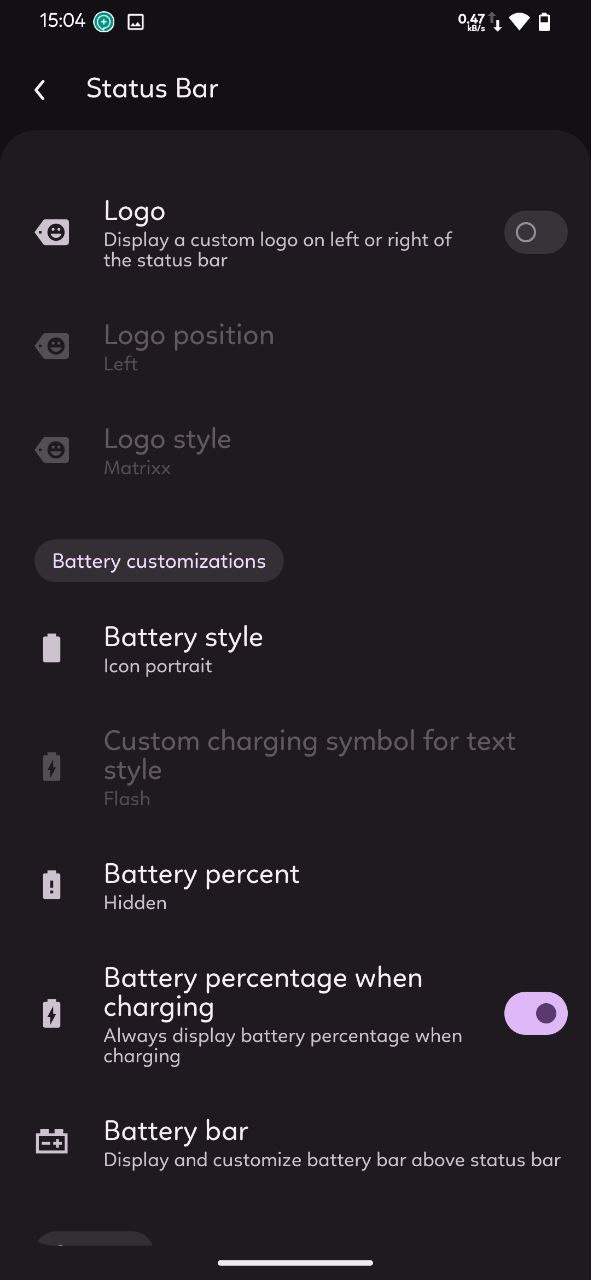 15:04
0.47
kB/s
Status Bar
Logo
Display a custom logo on left or right of
the status bar
Logo position
Left
Logo style
Matrixx
Battery customizations
Battery style
Icon portrait
Custom charging symbol for text
style
Flash
Battery percent
Hidden
Battery percentage when
charging
Always display battery percentage when
charging
Battery bar
Display and customize battery bar above status bar